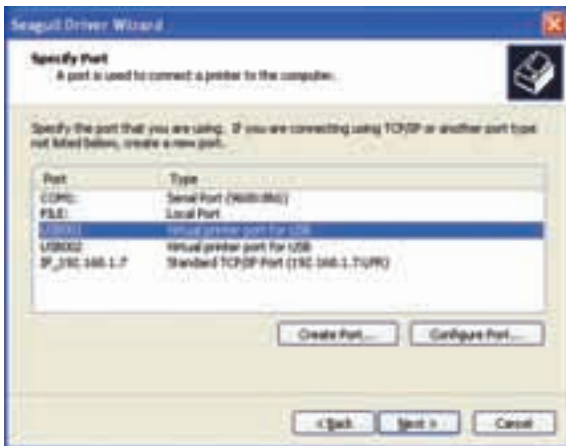 Seagull Driver Wizard
Specify Port
A port is used to connect a printer to the computer.
Specify the port that you are using. If you are connecting using TCP/IP or another port type
not listed below, create a new port.
Port Type
COM1: Serial Port (9600:8N1)
FILE: Local Port
USB001 Virtual printer port for USB
USB002 Virtual printer port for USB
IP_192.168.1.7 Standard TCP/IP Port (192.168.1.7:LPR)
Create Port... Configure Port...
< Back Next > Cancel